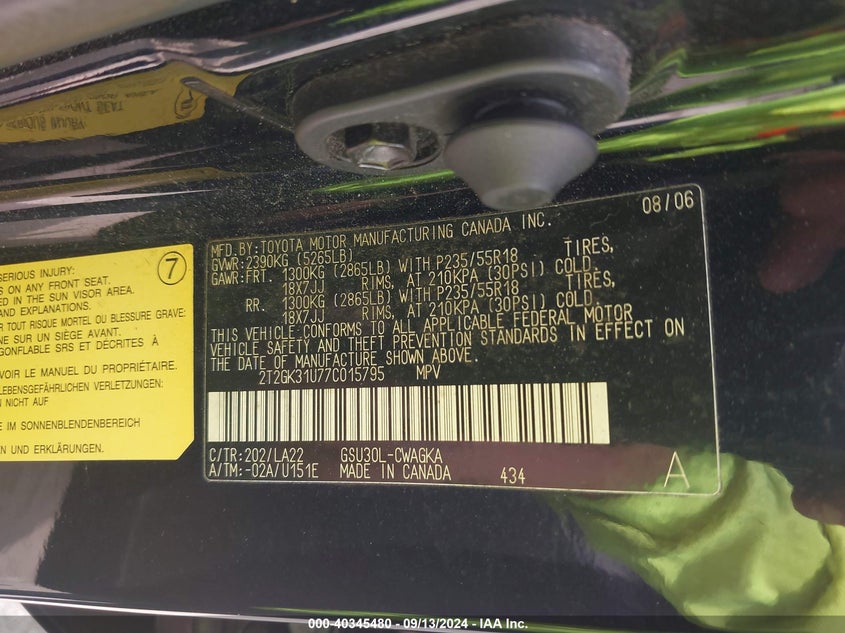 08/06
MFD.BY:TOYOTA MOTOR MANUFACTURING CANADA INC.
GVWR:2390KG (5265LB)
GAWR:FRT. 1300KG (2865LB) WITH P235/55R18 TIRES,
18X7JJ RIMS, AT 210KPA (30PSI) COLD.
RR. 1300KG (2865LB) WITH P235/55R18 TIRES,
18X7JJ RIMS, AT 210KPA (30PSI) COLD.
THIS VEHICLE CONFORMS TO ALL APPLICABLE FEDERAL MOTOR
VEHICLE SAFETY AND THEFT PREVENTION STANDARDS IN EFFECT ON
THE DATE OF MANUFACTURE SHOWN ABOVE.
2T2GK31U77C015795 MPV
C/TR:202/LA22 GSU30L-CWAGKA
A/TM:-02A/U151E MADE IN CANADA 434 A
7
SERIOUS INJURY:
S ON ANY FRONT SEAT.
ED IN THE SUN VISOR AREA.
AND EXPLANATIONS.
R TOUT RISQUE MORTEL OU BLESSURE GRAVE:
NE SUR UN SIÈGE AVANT.
GONFLABLE SRS ET DÉCRITES À
VOIR LE MANUEL DU PROPRIÉTAIRE.
LEBENSGEFÄHRLICHEN VERLETZUNGEN:
N NICHT AUF
IM SONNENBLENDENBEREICH
EN UND ERKLÄRUNGEN.
000-40345480 - 09/13/2024 - IAA Inc.